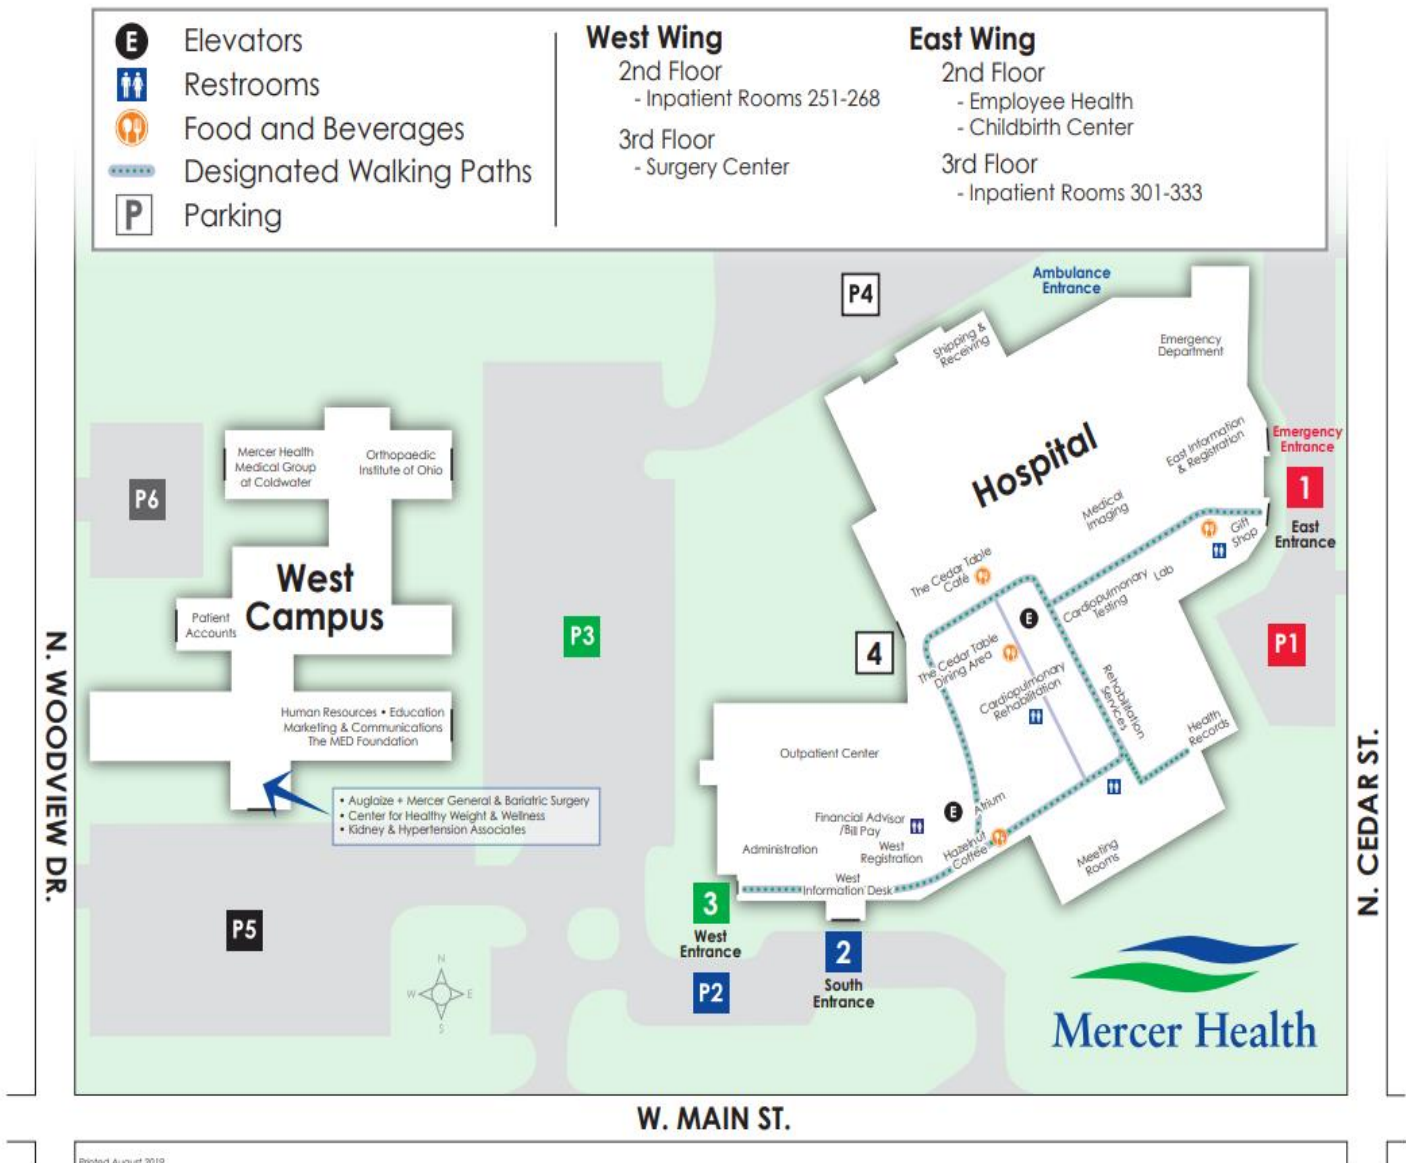 E Elevators
Restrooms
Food and Beverages
Designated Walking Paths
P Parking
West Wing
2nd Floor
- Inpatient Rooms 251-268
3rd Floor
- Surgery Center
East Wing
2nd Floor
- Employee Health
- Childbirth Center
3rd Floor
- Inpatient Rooms 301-333
Ambulance
Entrance
P4
Shipping &
Receiving
Emergency
Department
Hospital
East Information
& Registration
Emergency
Entrance
1
East
Entrance
Medical
Imaging
Gift
Shop
Mercer Health
Medical Group
at Coldwater
Orthopaedic
Institute of Ohio
P6
West
Campus
Patient
Accounts
P3
The Cedar Table
Café
Cardiopulmonary
Testing
Lab
E
4
The Cedar Table
Dining Area
P1
Cardiopulmonary
Rehabilitation
Rehabilitation
Services
Health
Records
Human Resources • Education
Marketing & Communications
The MED Foundation
Outpatient Center
• Auglaize + Mercer General & Bariatric Surgery
• Center for Healthy Weight & Wellness
• Kidney & Hypertension Associates
Financial Advisor
/Bill Pay
E
Atrium
Administration
West
Registration
Hazelnut
Coffee
Meeting
Rooms
West
Information Desk
3
West
Entrance
P2
2
South
Entrance
P5
N
W E
S
Mercer Health
N. WOODVIEW DR.
N. CEDAR ST.
W. MAIN ST.
Printed August 2019